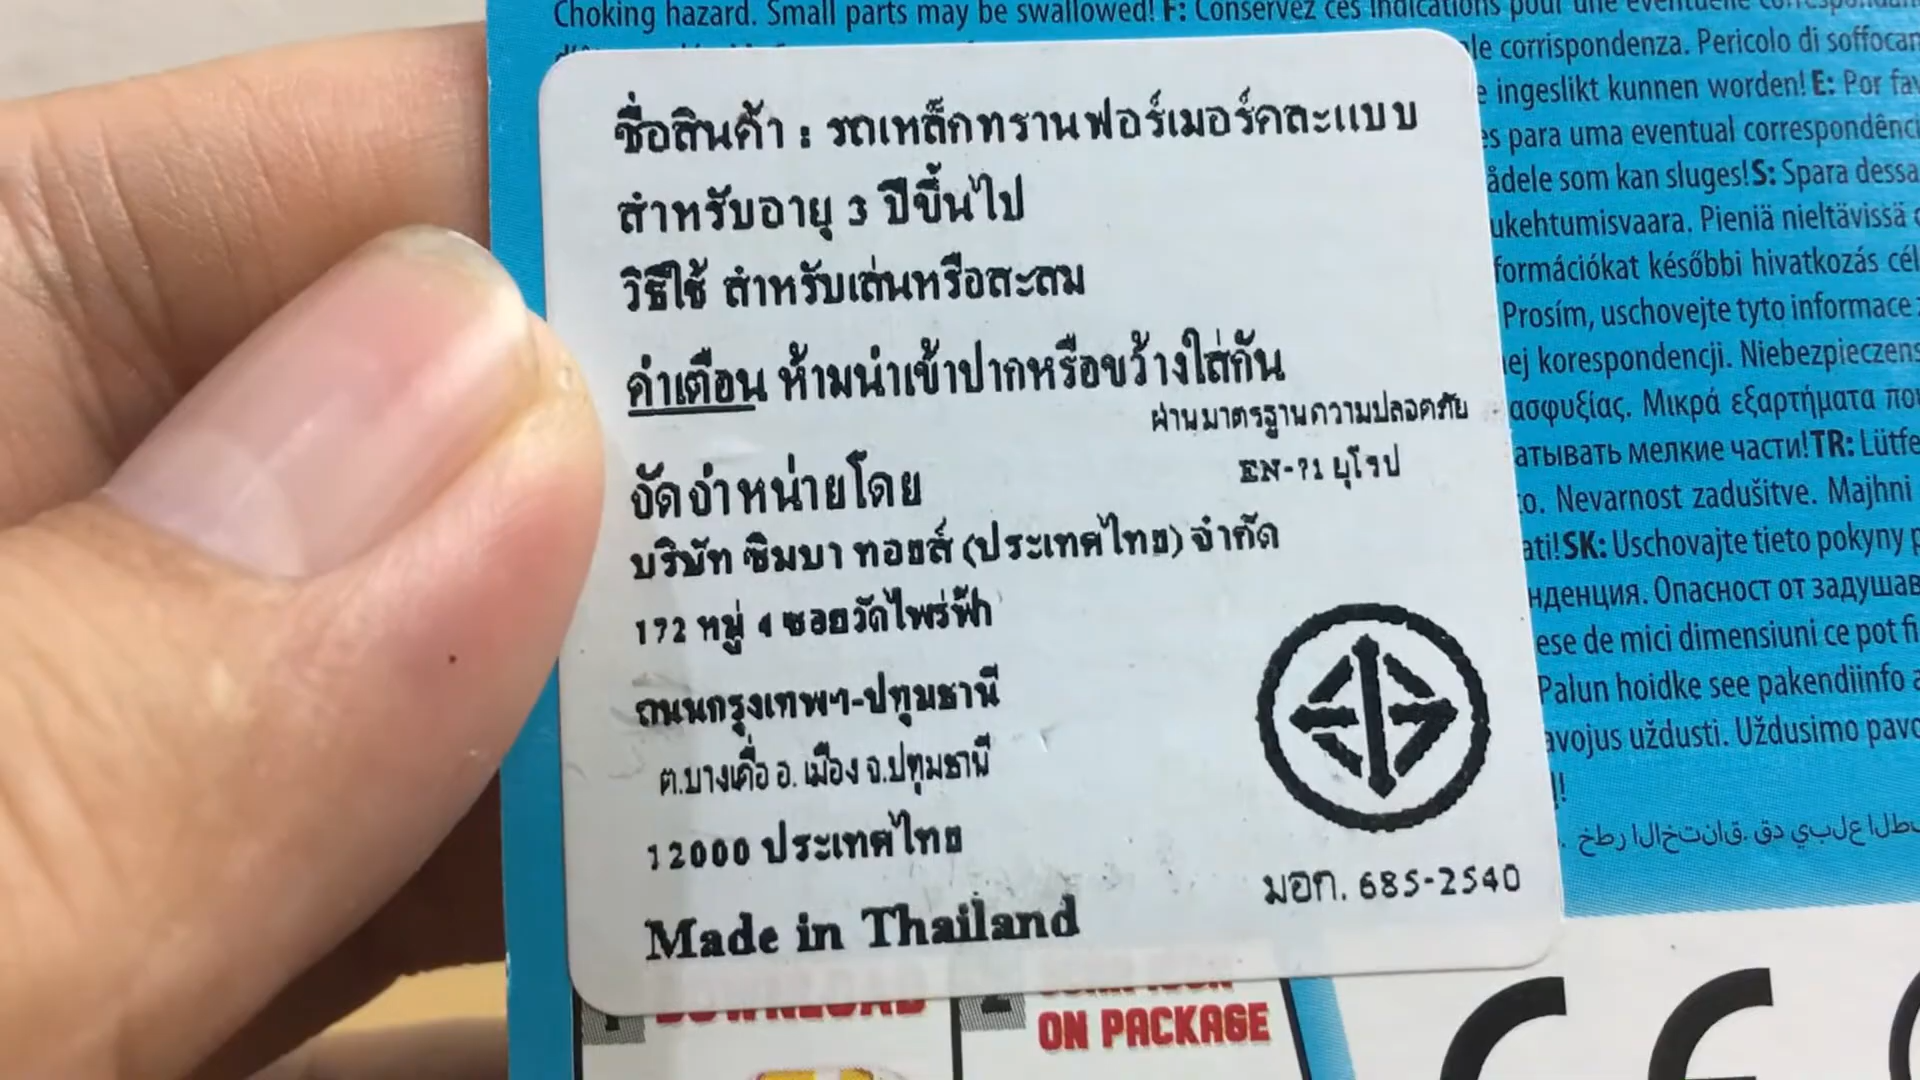 Choking hazard. Small parts may be swallowed! F: Conservez ces indications pour une éventuelle
le corrispondenza. Pericolo di soffocan
e ingeslikt kunnen worden! E: Por fav
es para uma eventual correspondênci
ådele som kan sluges!S: Spara dessa
ukehtumisvaara. Pieniä nieltävissä
formációkat későbbi hivatkozás cél
Prosím, uschovejte tyto informace
ej korespondencji. Niebezpieczens
ασφυξίας. Μικρά εξαρτήματα που
атывать мелкие части!TR: Lütfe
o. Nevarnost zadušitve. Majhni
ati!SK: Uschovajte tieto pokyny p
нденция. Опасност от задушав
ese de mici dimensiuni ce pot fi
Palun hoidke see pakendiinfo a
avojus uždusti. Uždusimo pavo
خطر الاختناق. قد يبلع الط
ชื่อสินค้า : รถเหล็กทรานฟอร์เมอร์คละแบบ
สำหรับอายุ 3 ปีขึ้นไป
วิธีใช้ สำหรับเล่นหรือสะสม
คำเตือน ห้ามนำเข้าปากหรือขว้างใส่กัน
ผ่านมาตรฐานความปลอดภัย
EN-71 ยุโรป
จัดจำหน่ายโดย
บริษัท ซิมบา ทอยส์ (ประเทศไทย) จำกัด
172 หมู่ 4 ซอยวัดไพร่ฟ้า
ถนนกรุงเทพฯ-ปทุมธานี
ต.บางเดื่อ อ. เมือง จ.ปทุมธานี
12000 ประเทศไทย
Made in Thailand
มอก. 685-2540
1 DOWNLOAD
2
ON PACKAGE
CE